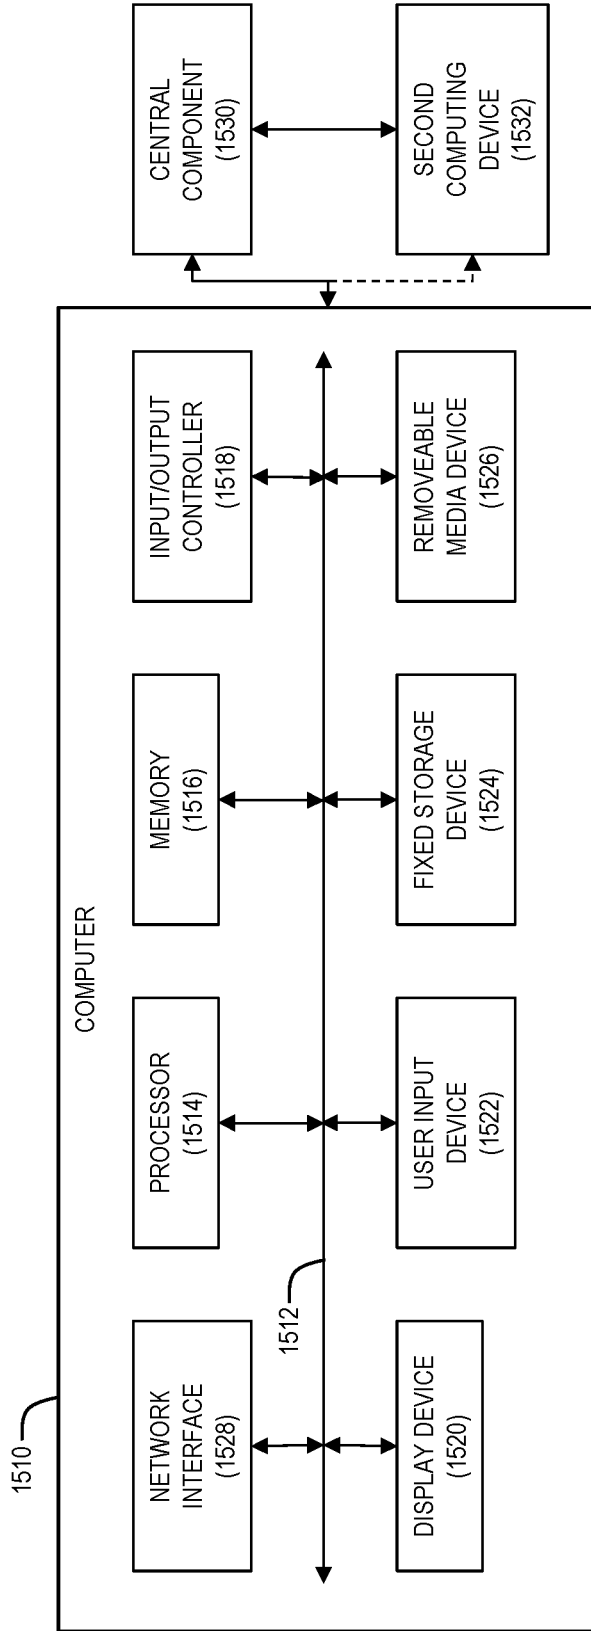 1510
COMPUTER
NETWORK
INTERFACE
(1528)
PROCESSOR
(1514)
MEMORY
(1516)
INPUT/OUTPUT
CONTROLLER
(1518)
1512
DISPLAY DEVICE
(1520)
USER INPUT
DEVICE
(1522)
FIXED STORAGE
DEVICE
(1524)
REMOVEABLE
MEDIA DEVICE
(1526)
CENTRAL
COMPONENT
(1530)
SECOND
COMPUTING
DEVICE
(1532)